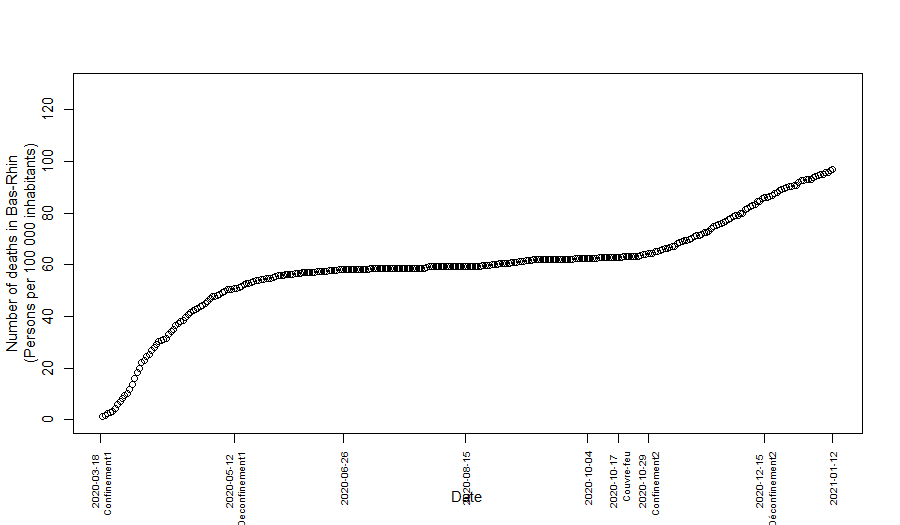 Number of deaths in Bas-Rhin
(Persons per 100 000 inhabitants)
0
20
40
60
80
100
120
2020-03-18
Confinement1
2020-05-12
Deconfinement1
2020-06-26
2020-08-15
2020-10-04
2020-10-17
Couvre-feu
2020-10-29
Confinement2
2020-12-15
Déconfinement2
2021-01-12
Date